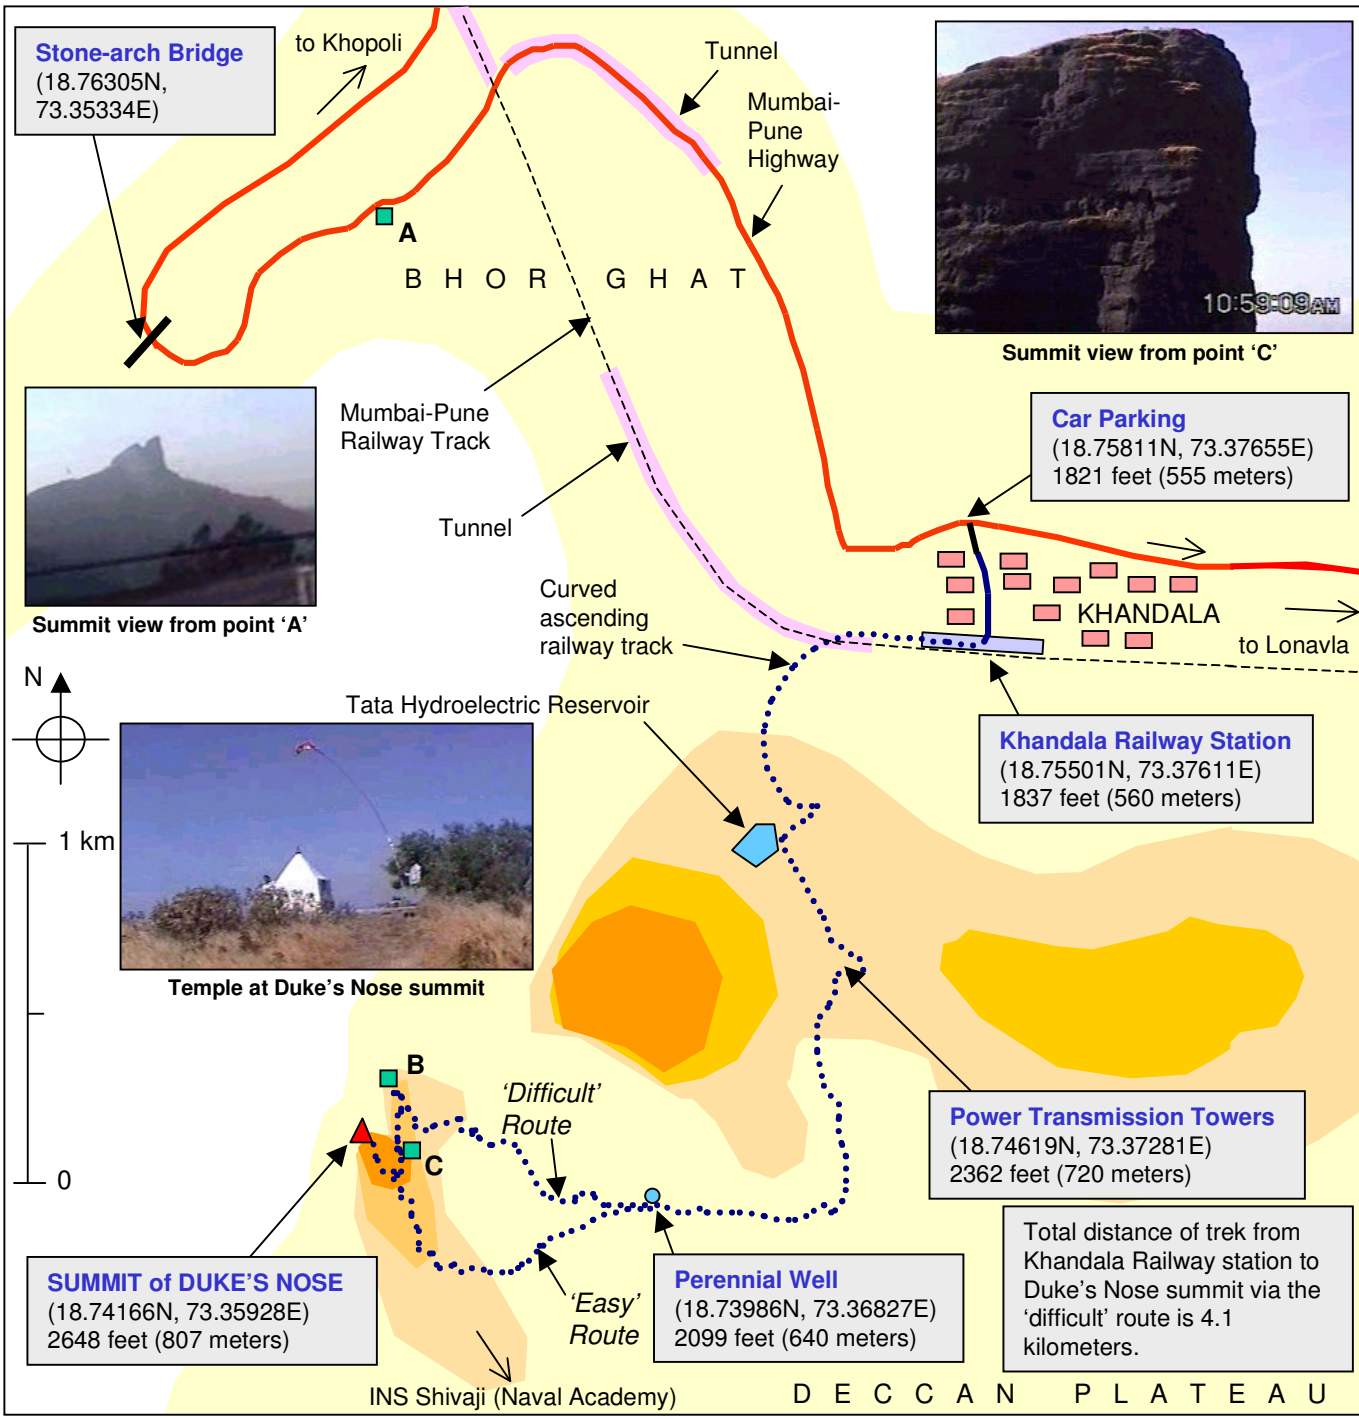 Stone-arch Bridge
(18.76305N,
73.35334E)
to Khopoli
Tunnel
Mumbai-
Pune
Highway
A
BHOR GHAT
10:59:09AM
Summit view from point ‘C’
Mumbai-Pune
Railway Track
Car Parking
(18.75811N, 73.37655E)
1821 feet (555 meters)
Tunnel
Summit view from point ‘A’
Curved
ascending
railway track
KHANDALA
to Lonavla
N
Tata Hydroelectric Reservoir
Khandala Railway Station
(18.75501N, 73.37611E)
1837 feet (560 meters)
1 km
Temple at Duke’s Nose summit
B
‘Difficult’
Route
Power Transmission Towers
(18.74619N, 73.37281E)
2362 feet (720 meters)
C
0
Total distance of trek from
Khandala Railway station to
Duke’s Nose summit via the
‘difficult’ route is 4.1
kilometers.
SUMMIT of DUKE’S NOSE
(18.74166N, 73.35928E)
2648 feet (807 meters)
‘Easy’
Route
Perennial Well
(18.73986N, 73.36827E)
2099 feet (640 meters)
INS Shivaji (Naval Academy)
DECCAN PLATEAU